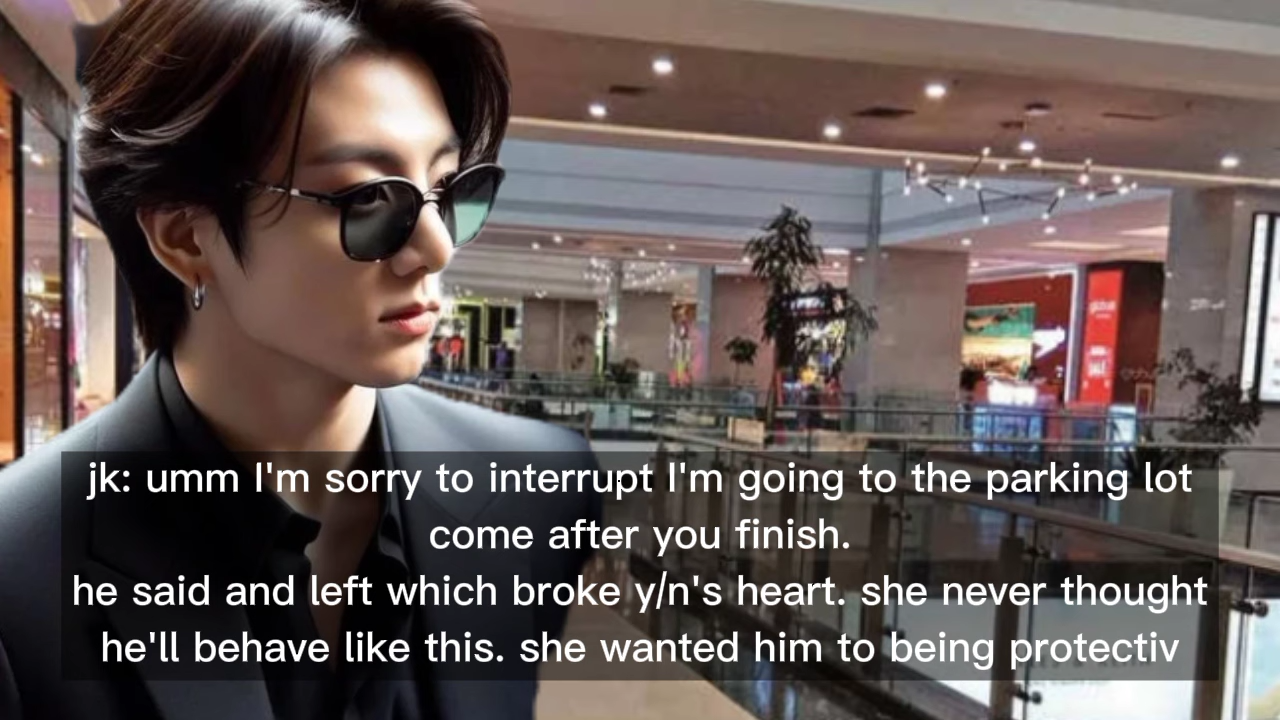 jk: umm I'm sorry to interrupt I'm going to the parking lot
come after you finish.
he said and left which broke y/n's heart. she never thought
he'll behave like this. she wanted him to being protectiv